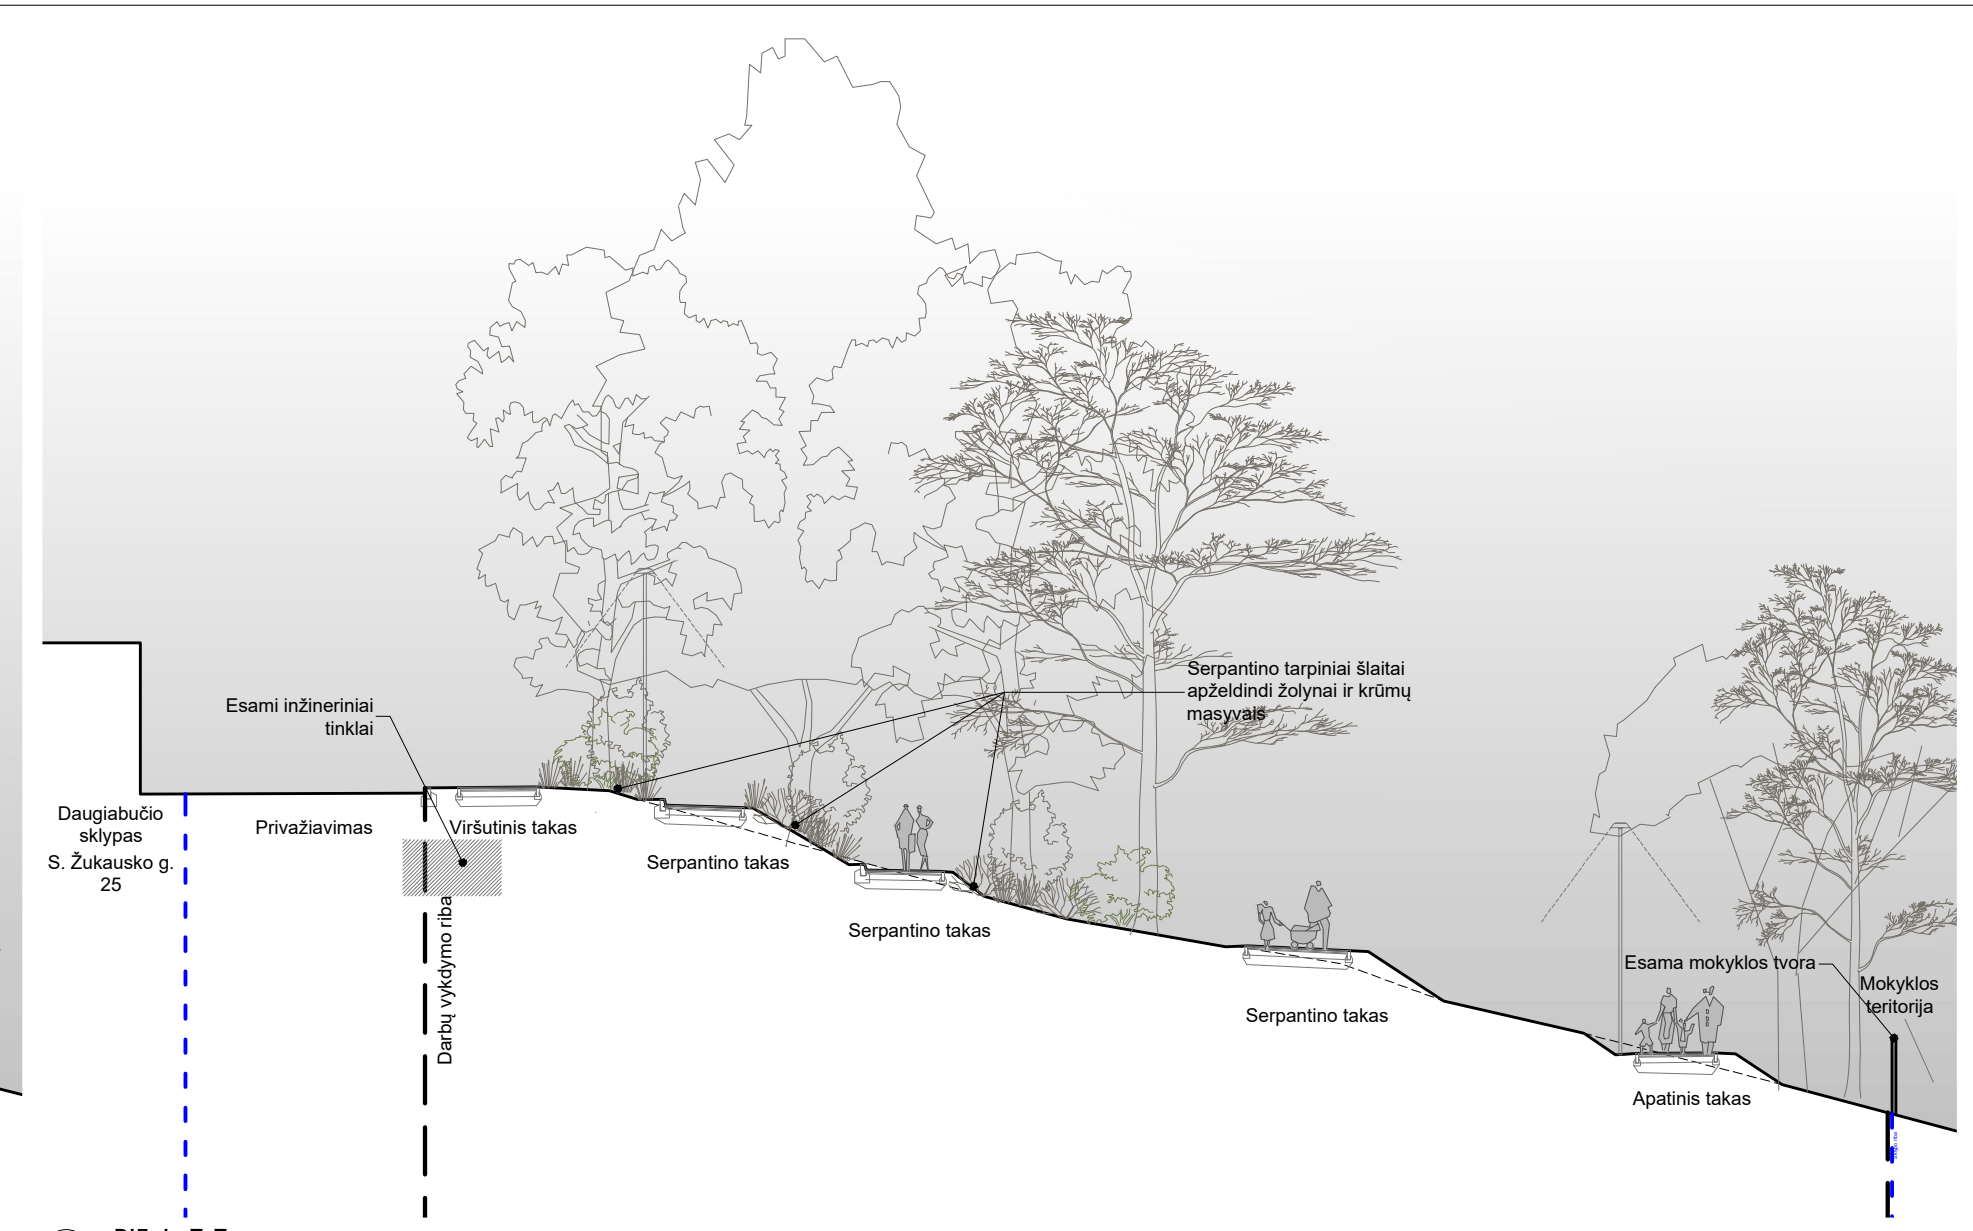 Serpantino tarpiniai šlaitai
apželdindi žolynai ir krūmų
masyvais
Esami inžineriniai
tinklai
Daugiabučio
sklypas
S. Žukausko g.
25
Privažiavimas
Viršutinis takas
Serpantino takas
Darbų vykdymo riba
Serpantino takas
Serpantino takas
Esama mokyklos tvora
Mokyklos
teritorija
Apatinis takas